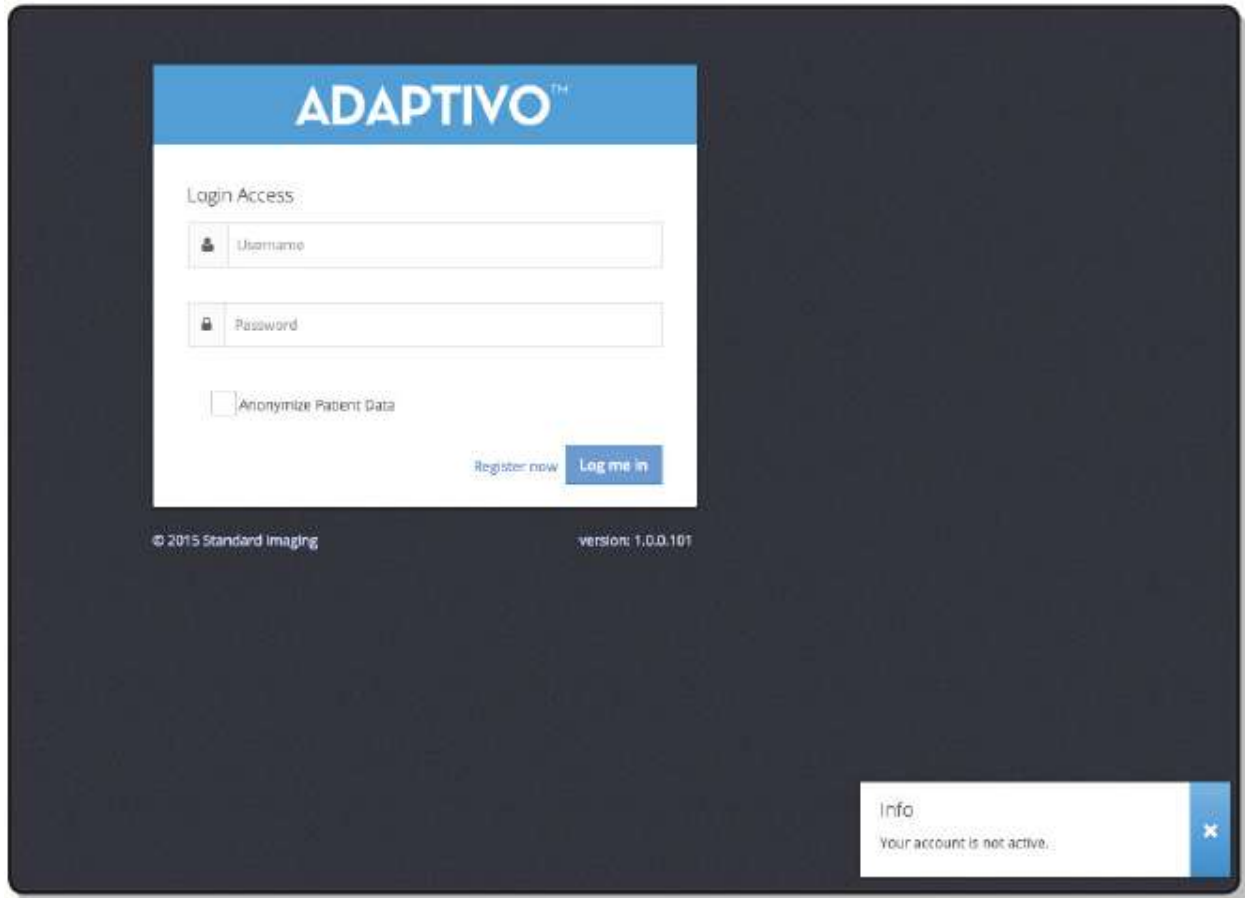 ADAPTIVO™
Login Access
Username
Password
Anonymize Patient Data
Register now Log me in
© 2015 Standard Imaging version: 1.0.0.101
Info
Your account is not active.